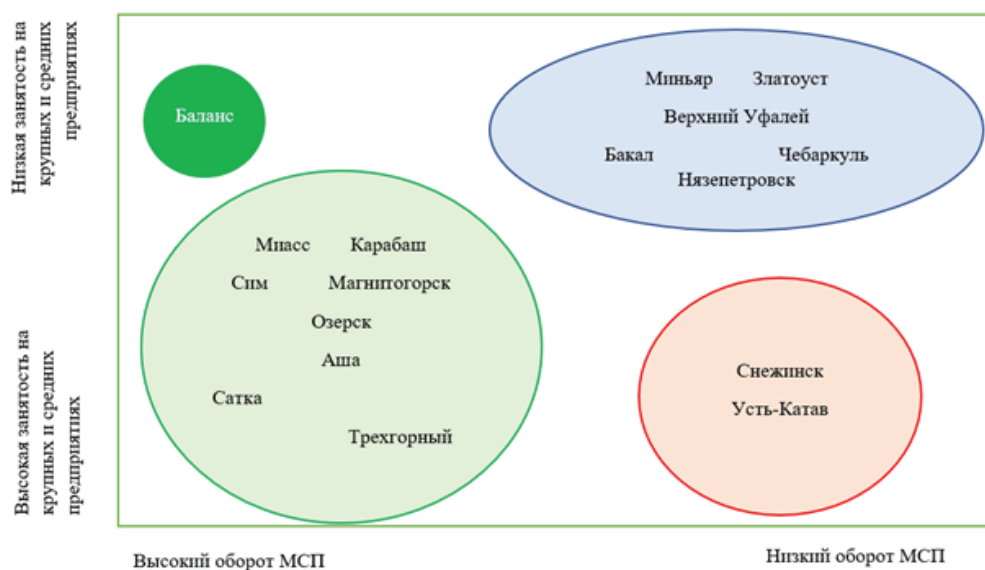 Низкая занятость на
крупных и средних
предприятиях
Баланс
Миньяр Златоуст
Верхний Уфалей
Бакал Чебаркуль
Нязепетровск
Миасс Карабаш
Сим Магнитогорск
Озерск
Аша
Сатка
Трехгорный
Снежинск
Усть-Катав
Высокая занятость на
крупных и средних
предприятиях
Высокий оборот МСП
Низкий оборот МСП